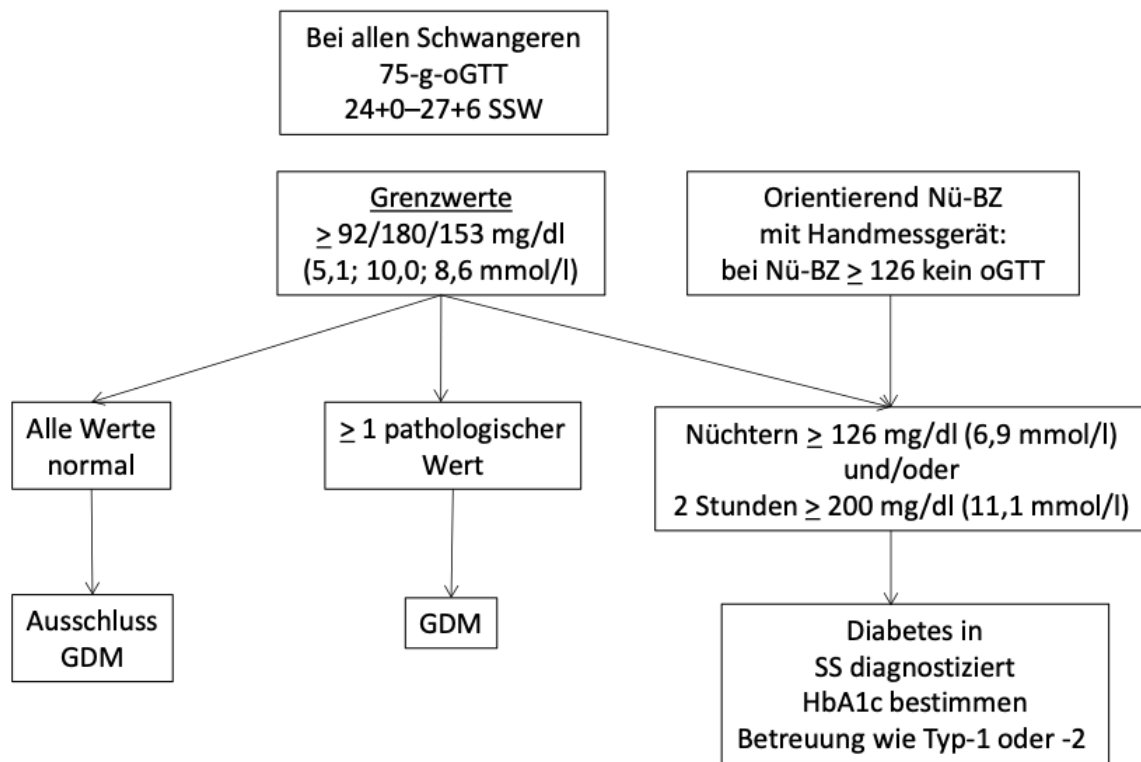 Bei allen Schwangeren
75-g-oGTT
24+0–27+6 SSW
Grenzwerte
≥ 92/180/153 mg/dl
(5,1; 10,0; 8,6 mmol/l)
Orientierend Nü-BZ
mit Handmessgerät:
bei Nü-BZ ≥ 126 kein oGTT
Alle Werte
normal
≥ 1 pathologischer
Wert
Nüchtern ≥ 126 mg/dl (6,9 mmol/l)
und/oder
2 Stunden ≥ 200 mg/dl (11,1 mmol/l)
Ausschluss
GDM
GDM
Diabetes in
SS diagnostiziert
HbA1c bestimmen
Betreuung wie Typ-1 oder -2